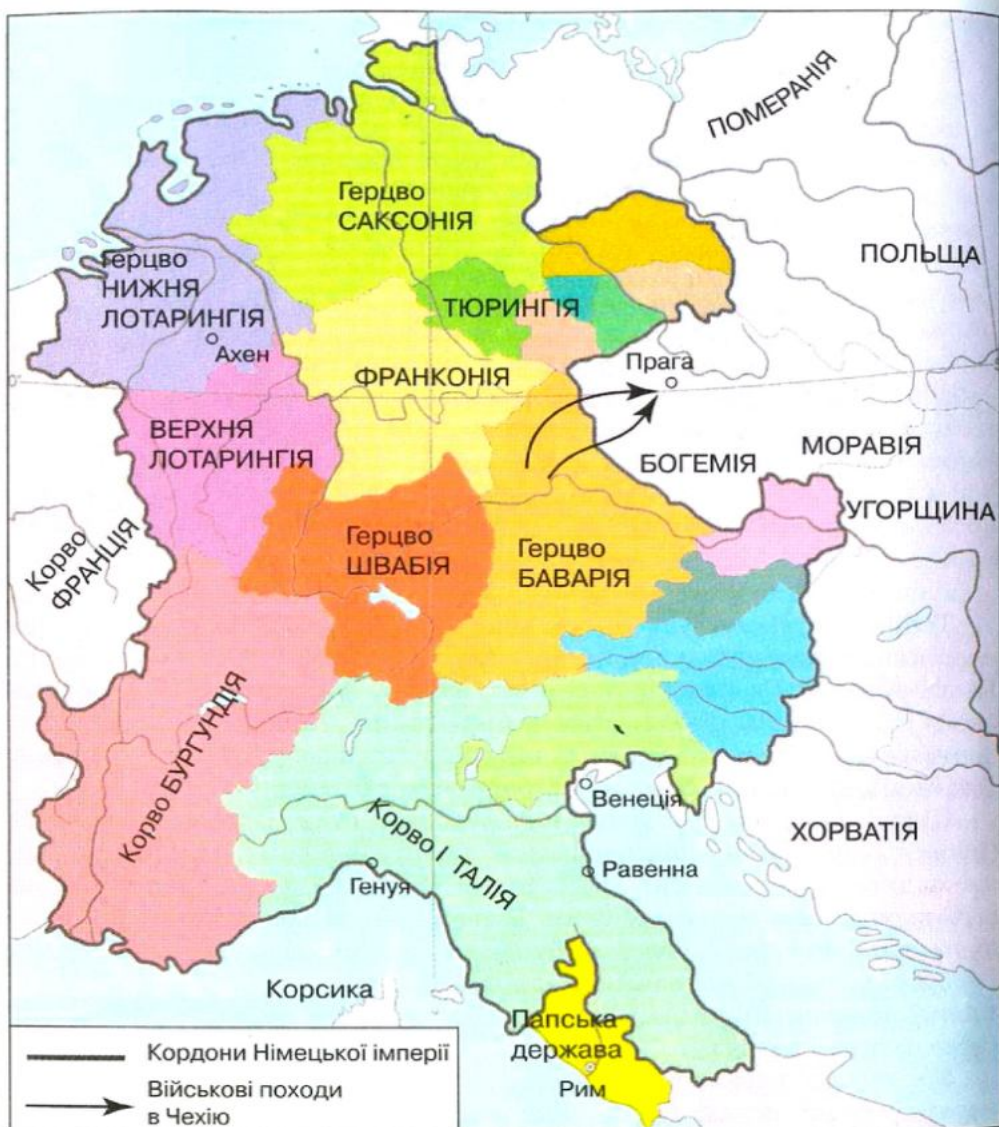 ПОМЕРАНІЯ
Герцво
САКСОНІЯ
ПОЛЬЩА
Герцво
НИЖНЯ
ЛОТАРИНГІЯ
Ахен
ТЮРИНГІЯ
Прага
ФРАНКОНІЯ
ВЕРХНЯ
ЛОТАРИНГІЯ
БОГЕМІЯ
МОРАВІЯ
УГОРЩИНА
Корво
ФРАНЦІЯ
Герцво
ШВАБІЯ
Герцво
БАВАРІЯ
Корво БУРГУНДІЯ
Венеція
Корво І ТАЛІЯ
ХОРВАТІЯ
Генуя
Равенна
Корсика
Папська
держава
Рим
Кордони Німецької імперії
Військові походи
в Чехію